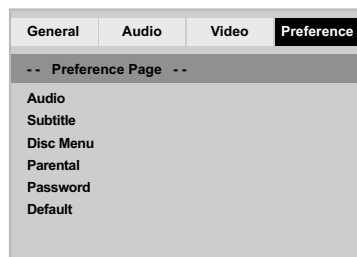 General Audio Video Preference
- - Preference Page - -
Audio
Subtitle
Disc Menu
Parental
Password
Default